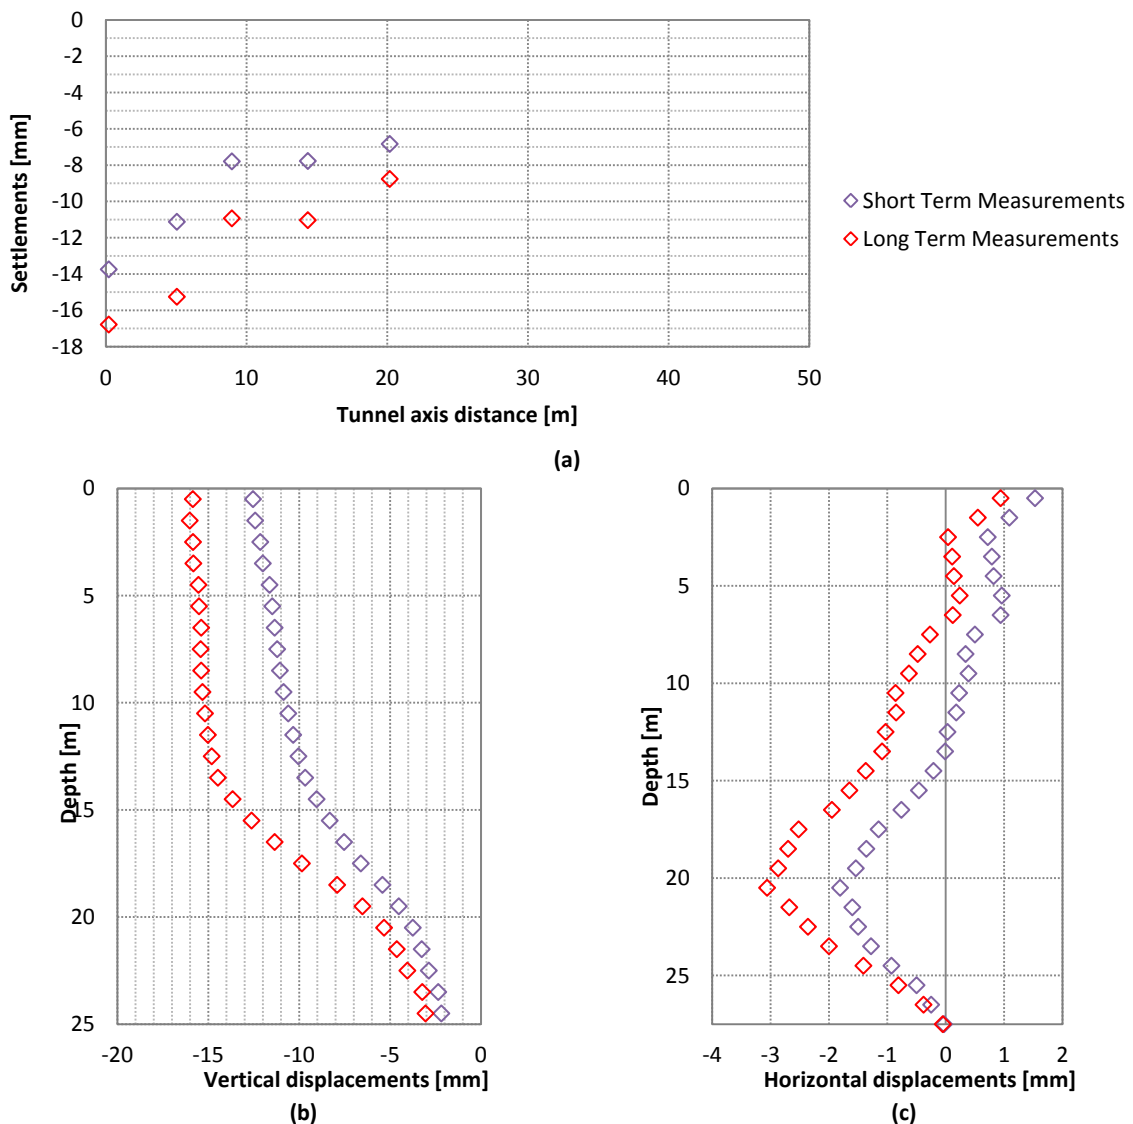 0
-2
-4
-6
-8
-10
-12
-14
-16
-18
Settlements [mm]
0 10 20 30 40 50
Tunnel axis distance [m]
Short Term Measurements
Long Term Measurements
(a)
0
5
10
15
20
25
Depth [m]
-20 -15 -10 -5 0
Vertical displacements [mm]
(b)
0
5
10
15
20
25
Depth [m]
-4 -3 -2 -1 0 1 2
Horizontal displacements [mm]
(c)